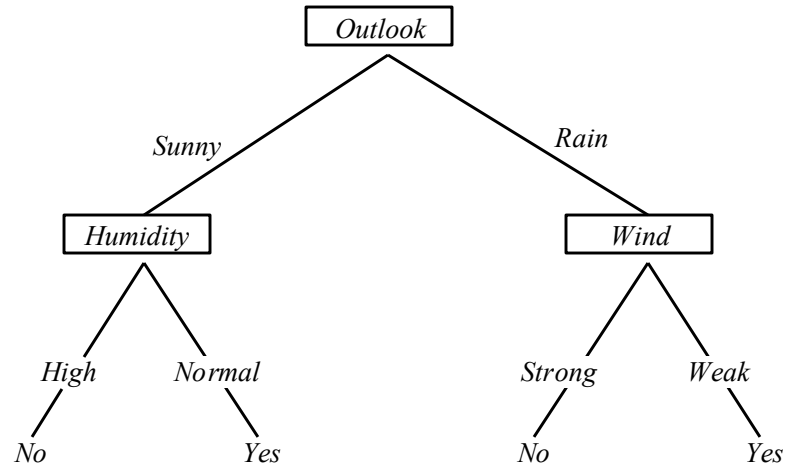 Outlook
Sunny
Rain
Humidity
Wind
High Normal
Strong Weak
No Yes
No Yes